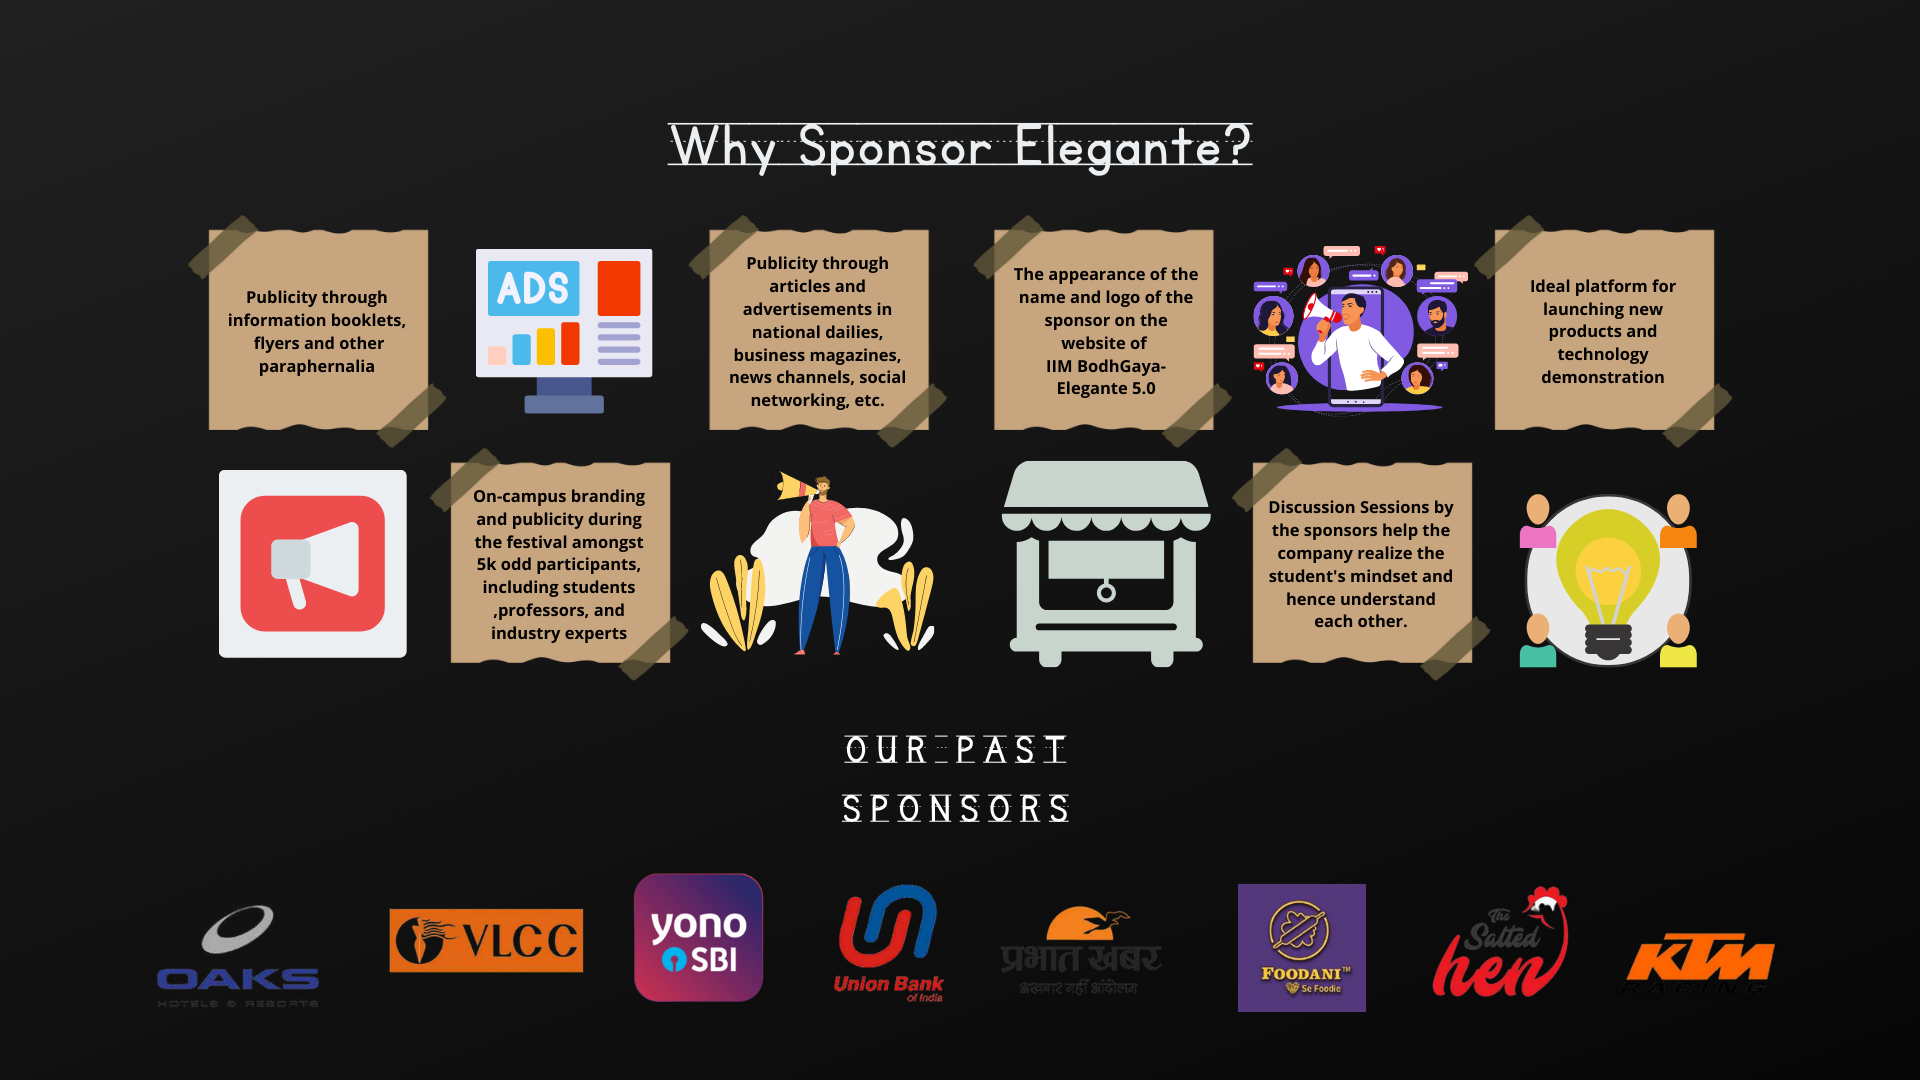 Why Sponsor Elegante?
Publicity through
information booklets,
flyers and other
paraphernalia
ADS
Publicity through
articles and
advertisements in
national dailies,
business magazines,
news channels, social
networking, etc.
The appearance of the
name and logo of the
sponsor on the
website of
IIM BodhGaya-
Elegante 5.0
Ideal platform for
launching new
products and
technology
demonstration
On-campus branding
and publicity during
the festival amongst
5k odd participants,
including students
,professors, and
industry experts
Discussion Sessions by
the sponsors help the
company realize the
student's mindset and
hence understand
each other.
OUR PAST
SPONSORS
OAKS
HOTELS & RESORTS
VLCC
yono
SBI
Union Bank
of India
प्रभात खबर
अखबार नहीं आंदोलन
FOODANI™
Se Foodie
The
Salted
hen
KTM
RACING